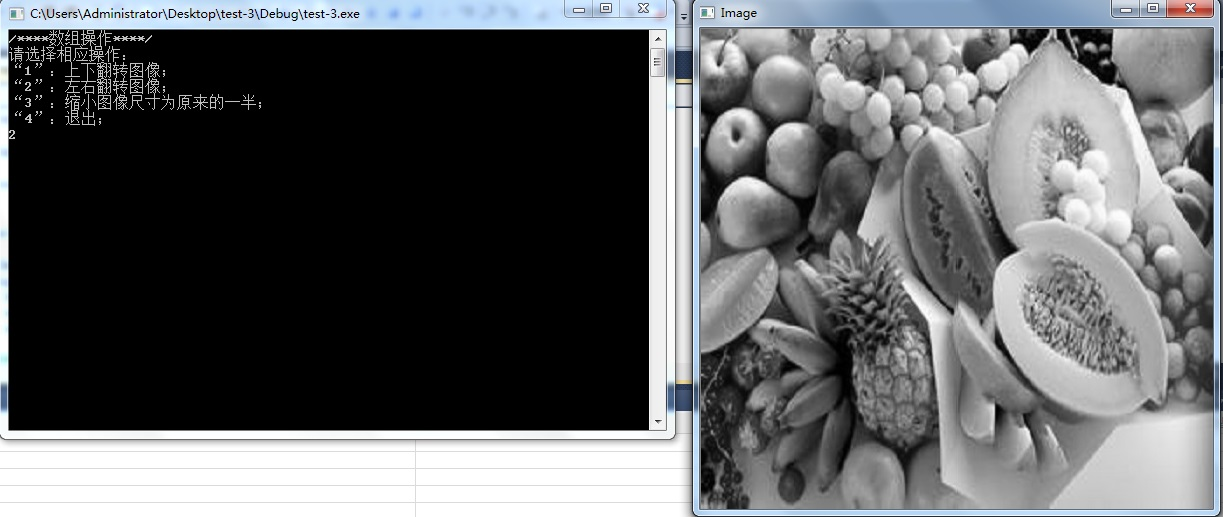 C:\Users\Administrator\Desktop\test-3\Debug\test-3.exe
/****数组操作****/
请选择相应操作:
“1”: 上下翻转图像;
“2”: 左右翻转图像;
“3”: 缩小图像尺寸为原来的一半;
“4”: 退出;
2
Image